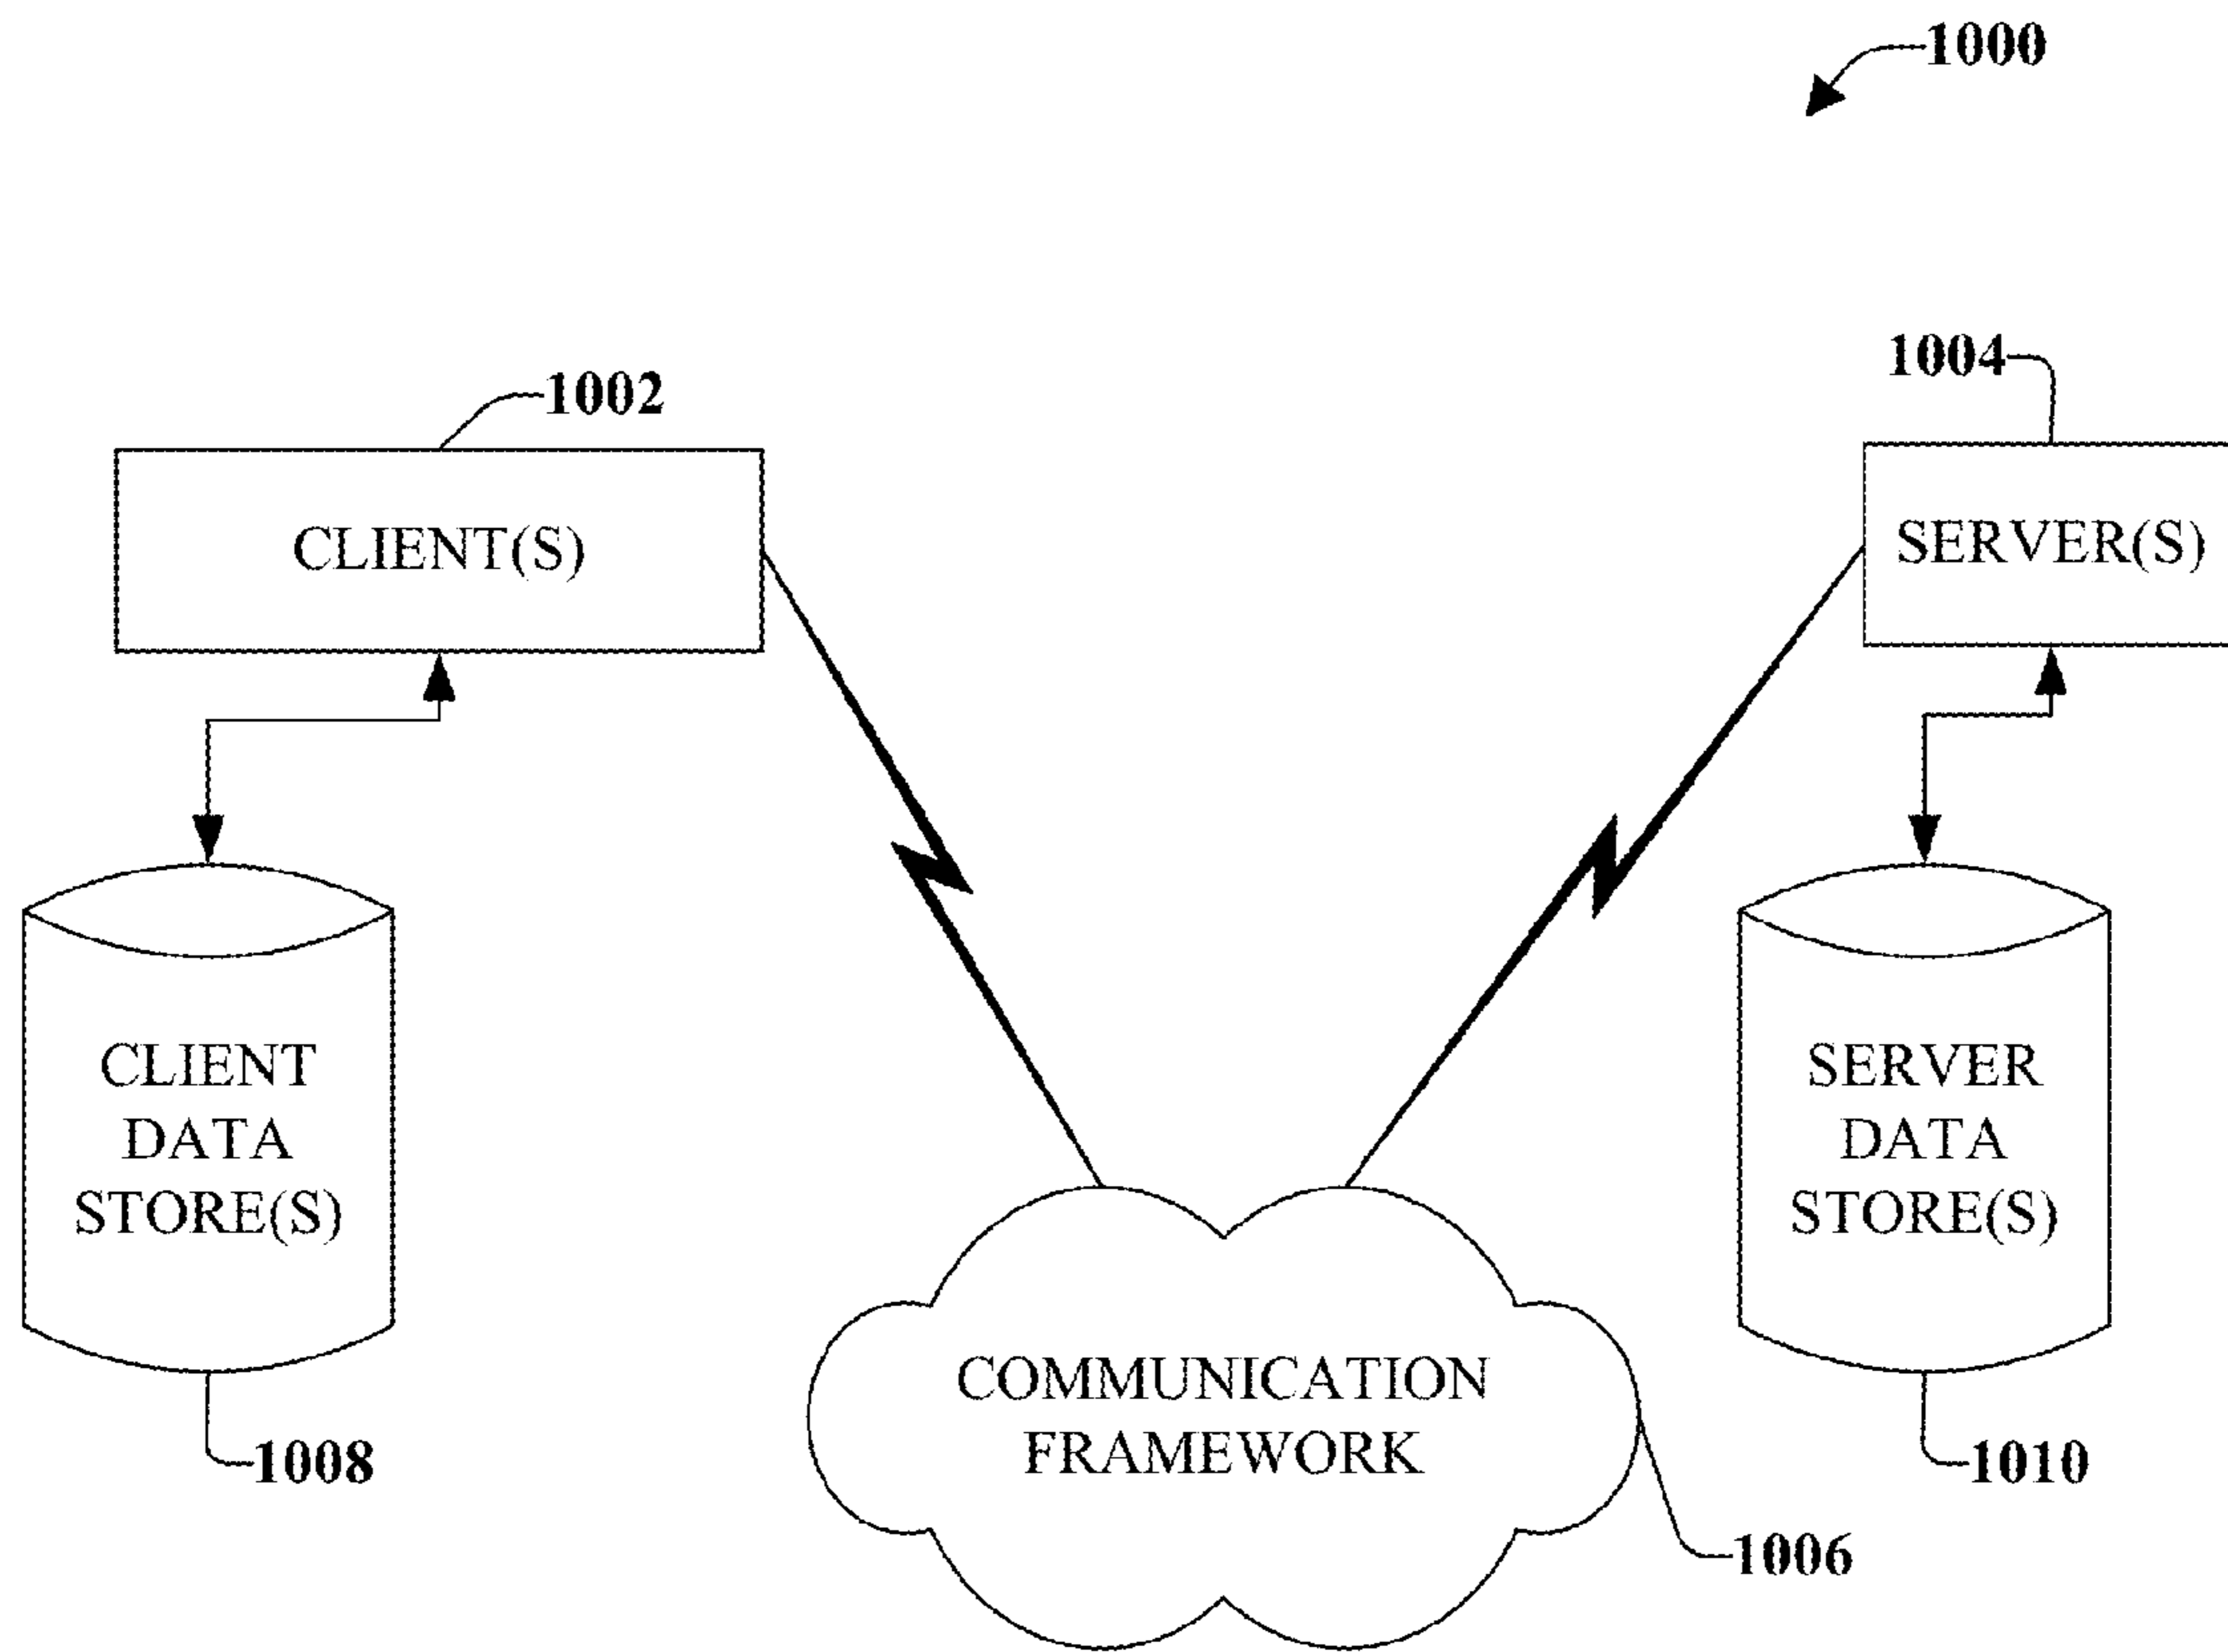 1000
1002
1004
CLIENT(S)
SERVER(S)
CLIENT
DATA
STORE(S)
SERVER
DATA
STORE(S)
COMMUNICATION
FRAMEWORK
1008
1010
1006